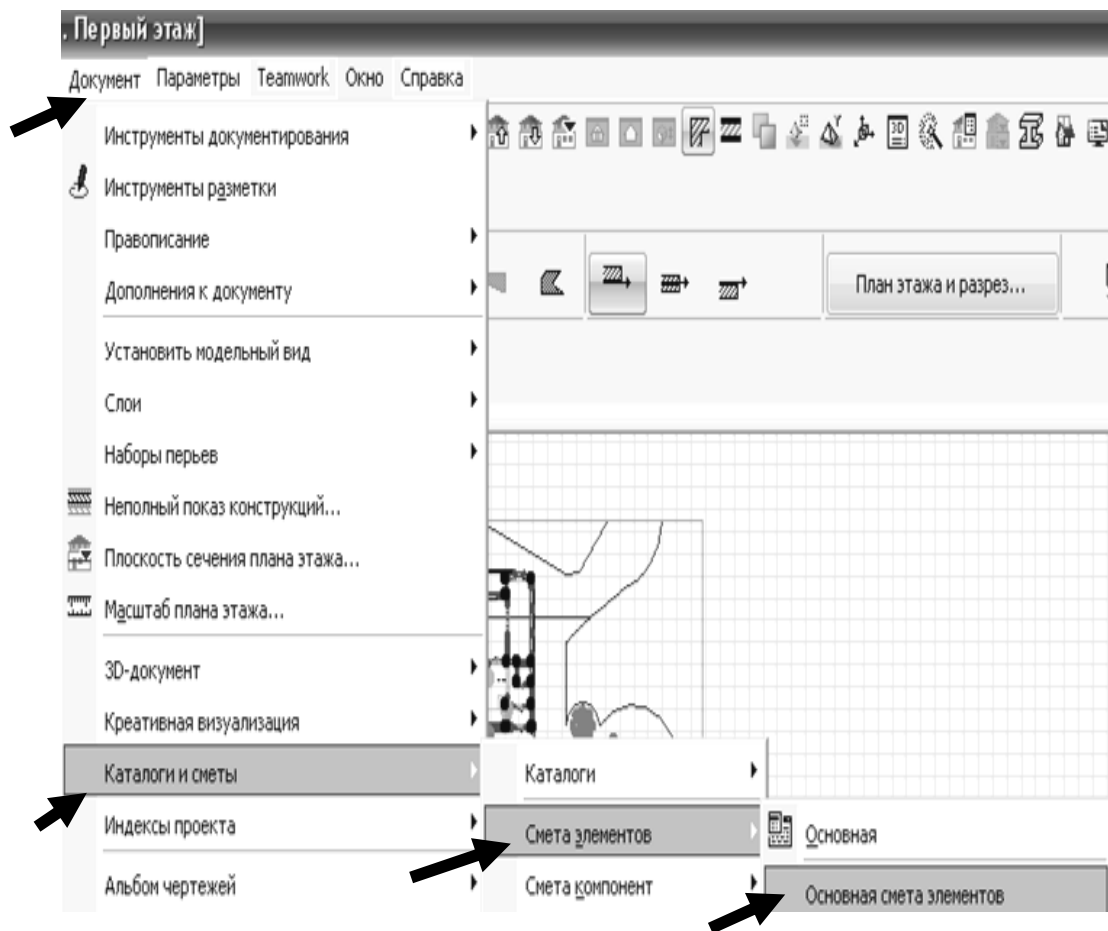 . Первый этаж]
Документ Параметры Teamwork Окно Справка
Инструменты документирования
Инструменты разметки
Правописание
Дополнения к документу
План этажа и разрез...
Установить модельный вид
Слои
Наборы перьев
Неполный показ конструкций...
Плоскость сечения плана этажа...
Масштаб плана этажа...
3D-документ
Креативная визуализация
Каталоги и сметы
Каталоги
Индексы проекта
Смета элементов
Основная
Альбом чертежей
Смета компонент
Основная смета элементов